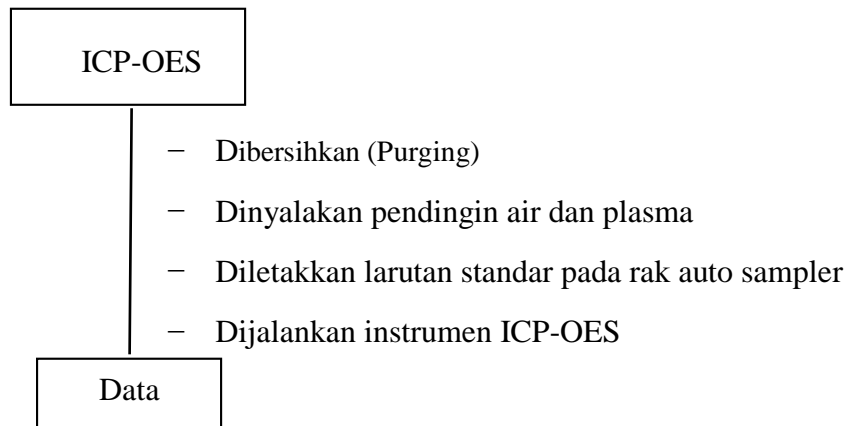 ICP-OES
− Dibersihkan (Purging)
− Dinyalakan pendingin air dan plasma
− Diletakkan larutan standar pada rak auto sampler
− Dijalankan instrumen ICP-OES
Data